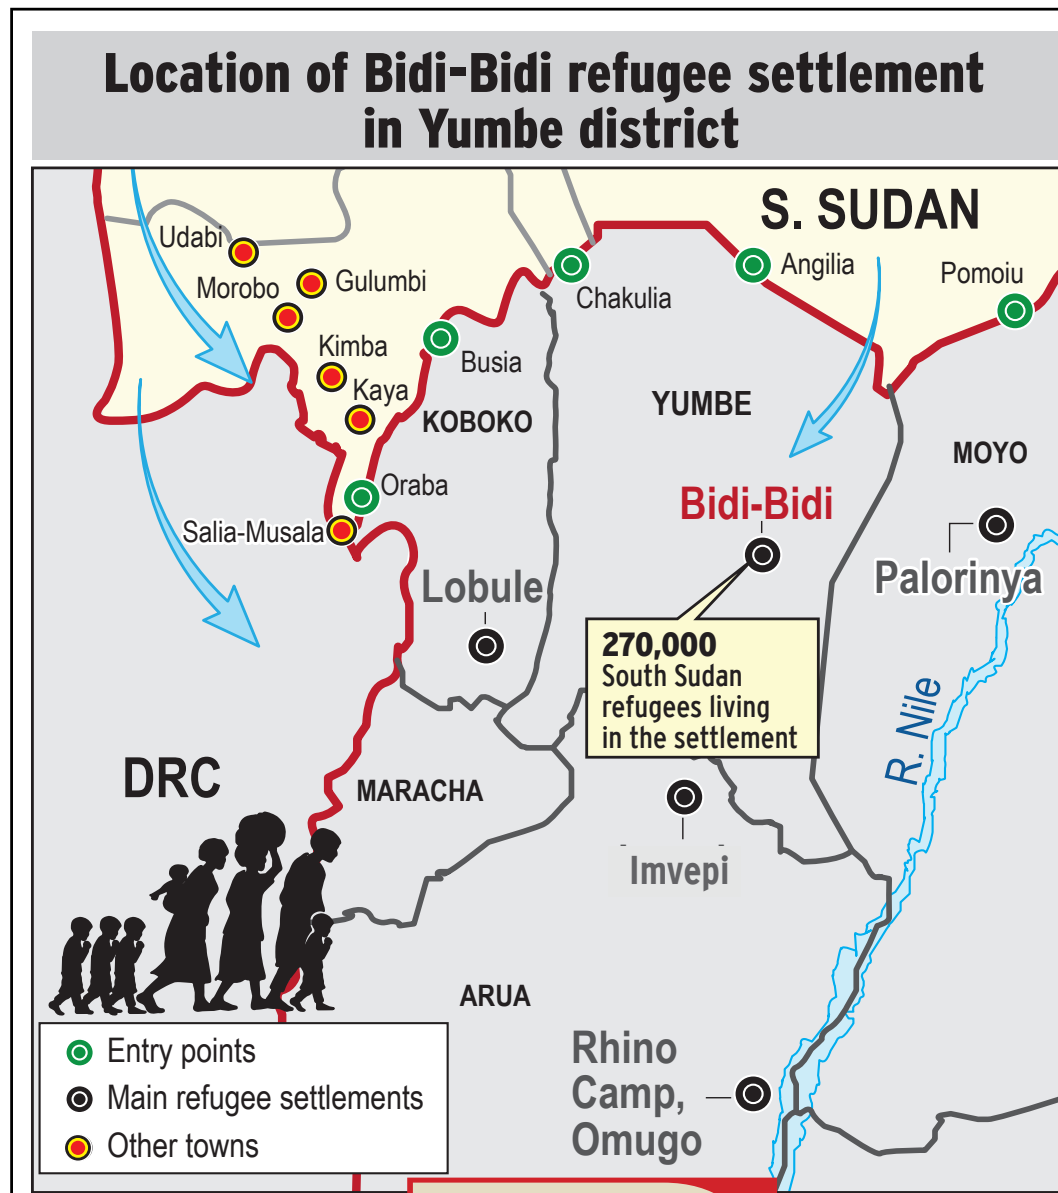 Location of Bidi-Bidi refugee settlement
in Yumbe district
S. SUDAN
Udabi
Gulumbi
Morobo
Kimba
Kaya
Busia
Chakulia
Angilia
Pomoiu
KOBOKO
YUMBE
MOYO
Oraba
Salia-Musala
Bidi-Bidi
Palorinya
Lobule
270,000
South Sudan
refugees living
in the settlement
R. Nile
DRC
MARACHA
Imvepi
ARUA
Rhino
Camp,
Omugo
Entry points
Main refugee settlements
Other towns